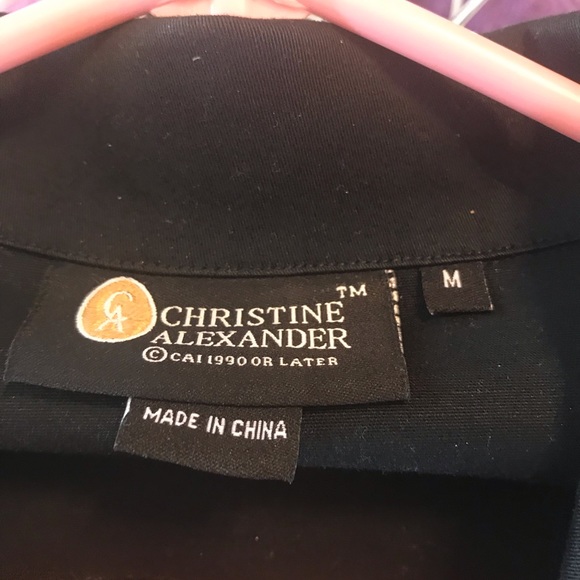 CA
CHRISTINE™
ALEXANDER
©CAI 1990 OR LATER
M
MADE IN CHINA